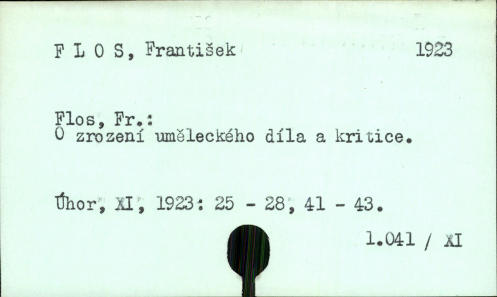 F L O S, František 1923
Flos, Fr.:
O zrození uměleckého díla a kritice.
Úhor, XI, 1923: 25 - 28, 41 - 43.
1.041 / XI